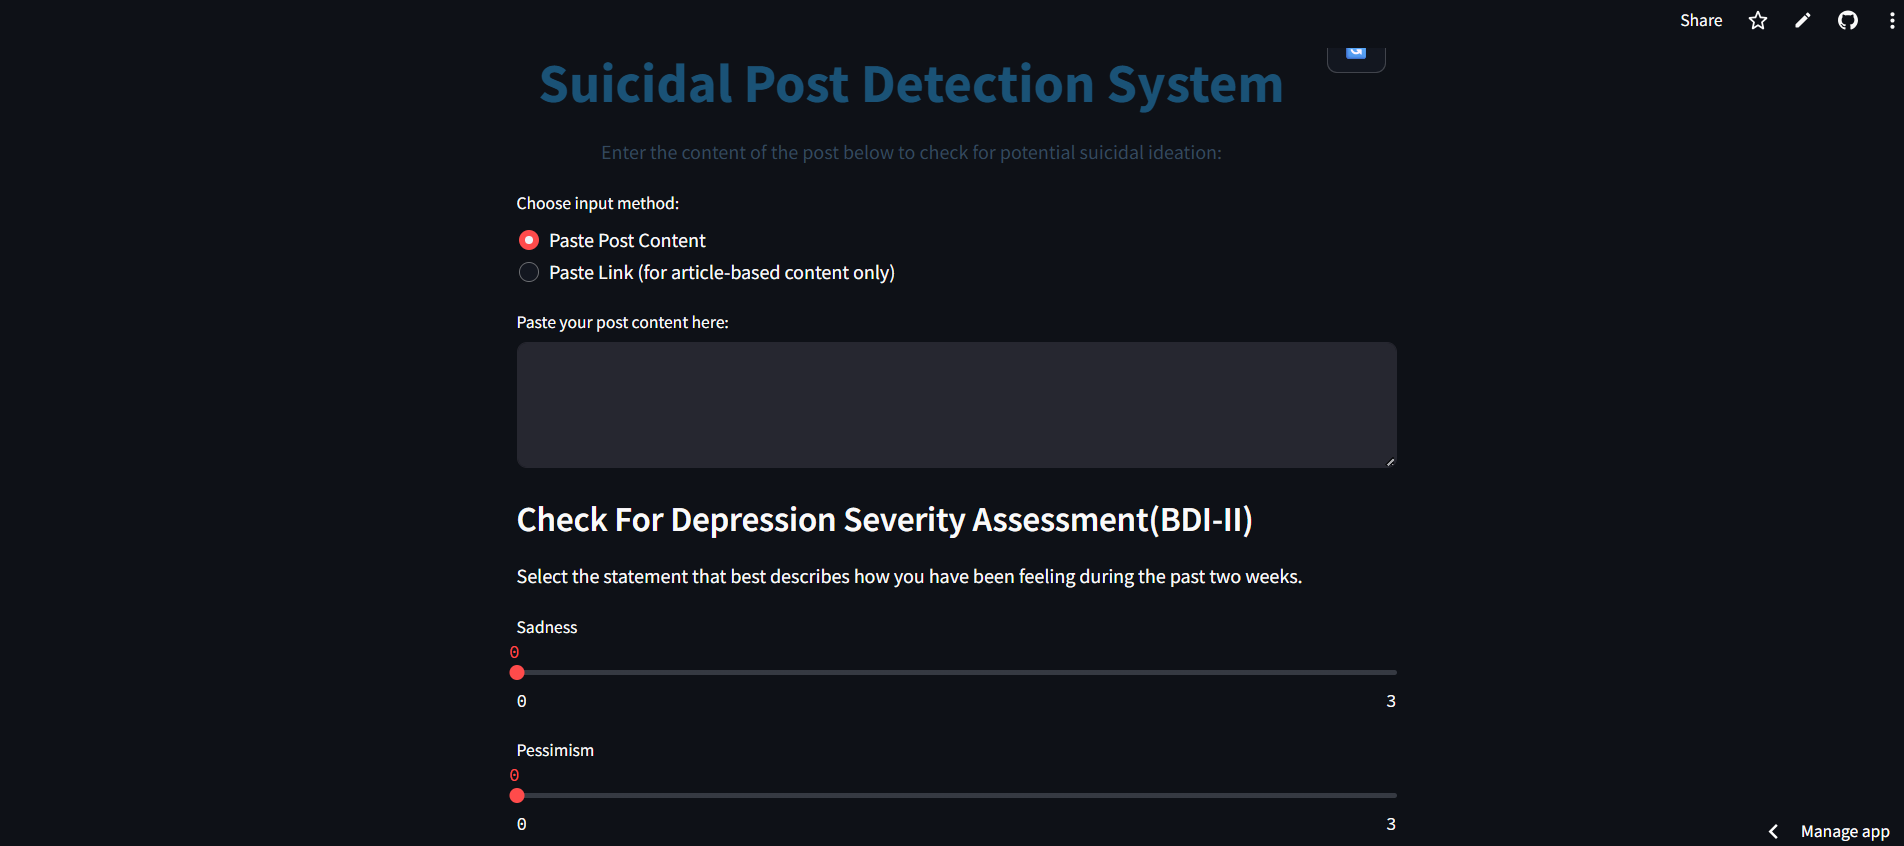 Share
Suicidal Post Detection System
Enter the content of the post below to check for potential suicidal ideation:
Choose input method:
Paste Post Content
Paste Link (for article-based content only)
Paste your post content here:
Check For Depression Severity Assessment(BDI-II)
Select the statement that best describes how you have been feeling during the past two weeks.
Sadness
0
0 3
Pessimism
0
0 3
Manage app